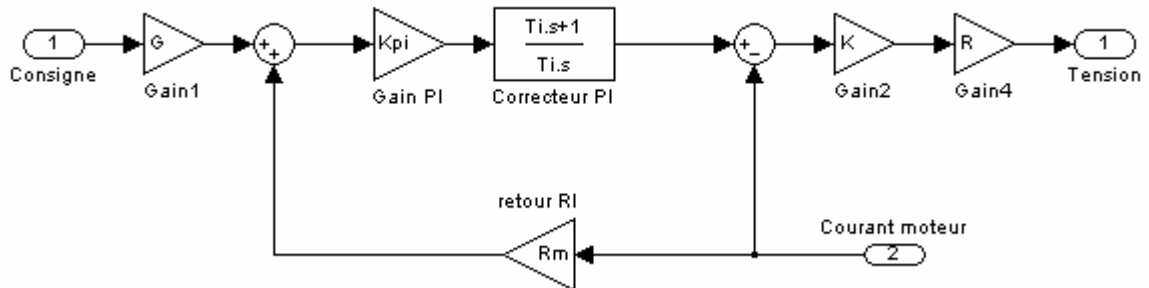 1
Consigne
G
Gain1
+
+
Kpi
Gain PI
Ti.s+1
Ti.s
Correcteur PI
+
−
K
Gain2
R
Gain4
1
Tension
retour RI
Rm
Courant moteur
2